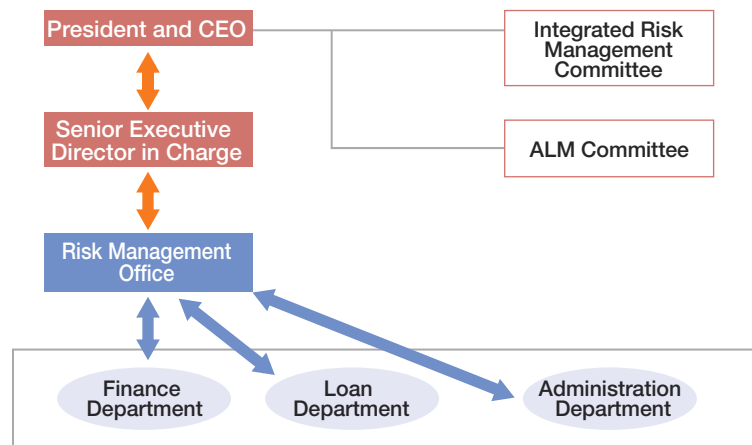 President and CEO
Integrated Risk
Management
Committee
Senior Executive
Director in Charge
ALM Committee
Risk Management
Office
Finance
Department
Loan
Department
Administration
Department